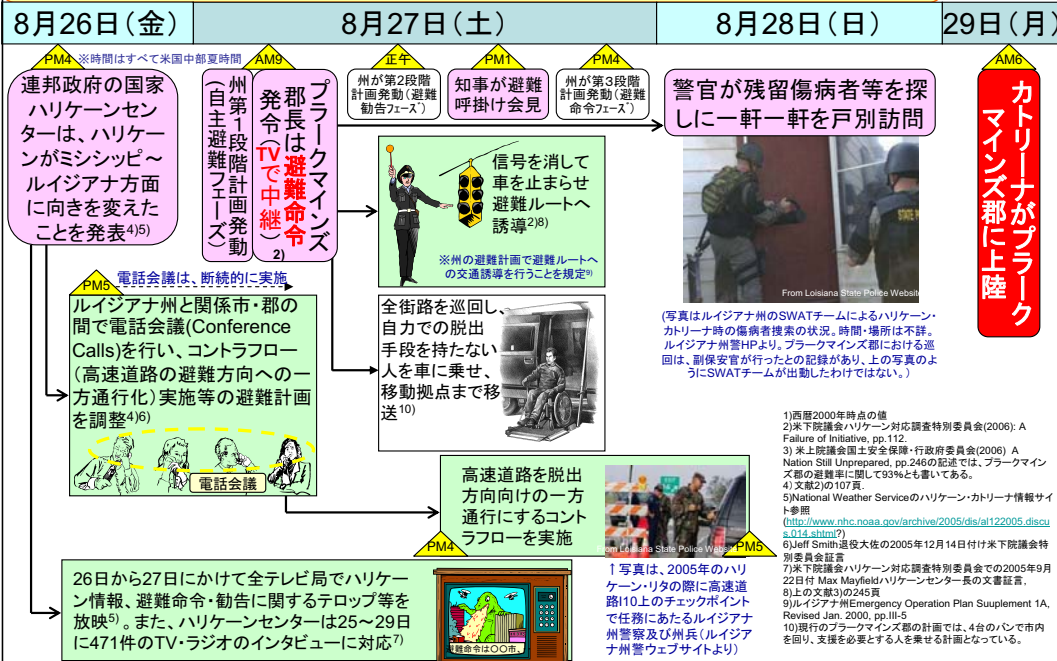 8月26日(金)
8月27日(土)
8月28日(日)
29日(月)
PM4
※時間はすべて米国中部夏時間
連邦政府の国家
ハリケーンセン
ターは、ハリケー
ンがミシシッピ～
ルイジアナ方面
に向きを変えた
ことを発表4)5)
州第1段階計画発動
(自主避難フェーズ)
AM9
プラークマインズ
郡長は避難命令
発令(TVで中継)
2)
正午
州が第2段階
計画発動(避難
勧告フェーズ)
PM1
知事が避難
呼掛け会見
PM4
州が第3段階
計画発動(避難
命令フェーズ)
警官が残留傷病者等を探
しに一軒一軒を戸別訪問
AM6
カトリーナがプラーク
マインズ郡に上陸
信号を消して
車を止まらせ
避難ルートへ
誘導2)8)
※州の避難計画で避難ルートへ
の交通誘導を行うことを規定9)
From Loisiana State Police Website
(写真はルイジアナ州のSWATチームによるハリケーン・
カトリーナ時の傷病者捜索の状況。時間・場所は不詳。
ルイジアナ州警HPより。プラークマインズ郡における巡
回は、副保安官が行ったとの記録があり、上の写真のよ
うにSWATチームが出動したわけではない。)
PM5
電話会議は、断続的に実施
ルイジアナ州と関係市・郡の
間で電話会議(Conference
Calls)を行い、コントラフロー
(高速道路の避難方向への一
方通行化)実施等の避難計画
を調整4)6)
電話会議
全街路を巡回し、
自力での脱出
手段を持たない
人を車に乗せ、
移動拠点まで移
送10)
高速道路を脱出
方向向けの一方
通行にするコント
ラフローを実施
PM4
PM5
From Loisiana State Police Website
↑写真は、2005年のハリ
ケーン・リタの際に高速道
路I10上のチェックポイント
で任務にあたるルイジアナ
州警察及び州兵(ルイジア
ナ州警ウェブサイトより)
26日から27日にかけて全テレビ局でハリケー
ン情報、避難命令・勧告に関するテロップ等を
放映5)。また、ハリケーンセンターは25～29日
に471件のTV・ラジオのインタビューに対応7)
避難命令は〇〇市、
1)西暦2000年時点の値
2)米下院議会ハリケーン対応調査特別委員会(2006): A
Failure of Initiative, pp.112.
3) 米上院議会国土安全保障・行政府委員会(2006) A
Nation Still Unprepared, pp.246の記述では、プラークマイン
ズ郡の避難率に関して93%とも書いてある。
4) 文献2)の107頁.
5)National Weather Serviceのハリケーン・カトリーナ情報サイ
ト参照
(http://www.nhc.noaa.gov/archive/2005/dis/al122005.discu
s.014.shtml?)
6)Jeff Smith退役大佐の2005年12月14日付け米下院議会特
別委員会証言
7)米下院議会ハリケーン対応調査特別委員会での2005年9月
22日付 Max Mayfieldハリケーンセンター長の文書証言,
8)上の文献3)の245頁
9)ルイジアナ州Emergency Operation Plan Suuplement 1A,
Revised Jan. 2000, pp.III-5
10)現行のプラークマインズ郡の計画では、4台のバンで市内
を回り、支援を必要とする人を乗せる計画となっている。